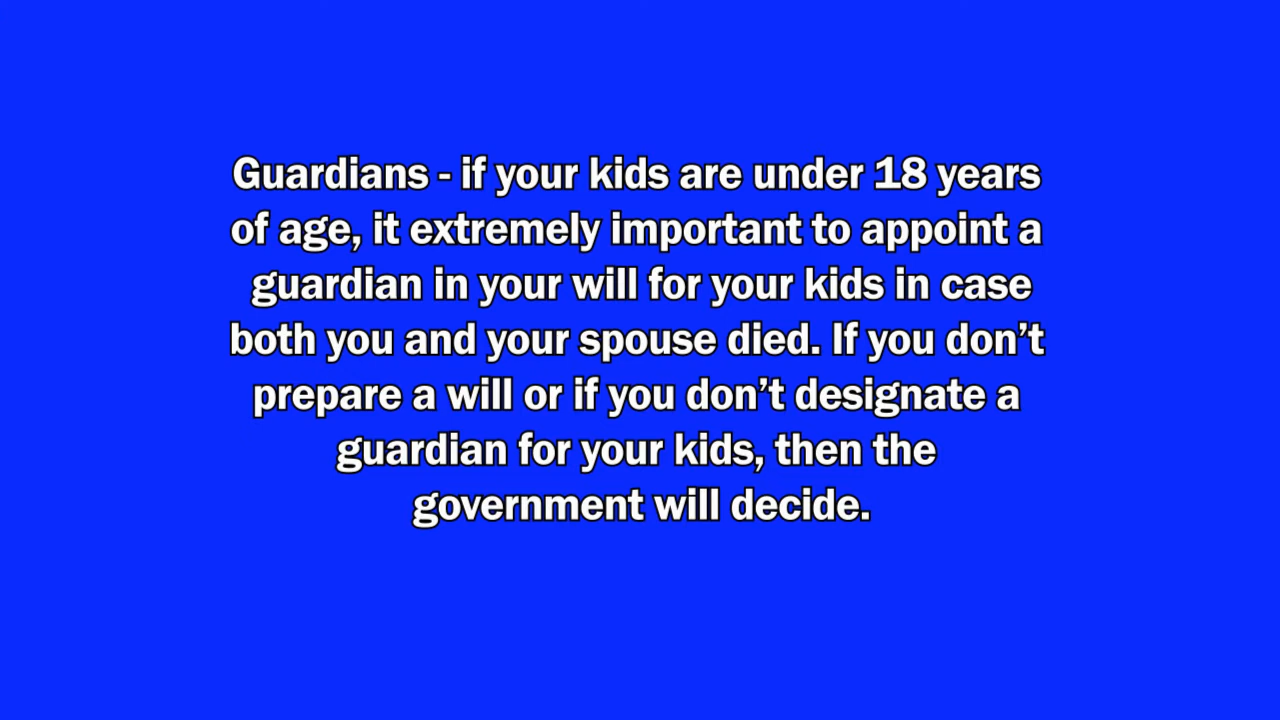 Guardians - if your kids are under 18 years
of age, it extremely important to appoint a
guardian in your will for your kids in case
both you and your spouse died. If you don’t
prepare a will or if you don’t designate a
guardian for your kids, then the
government will decide.